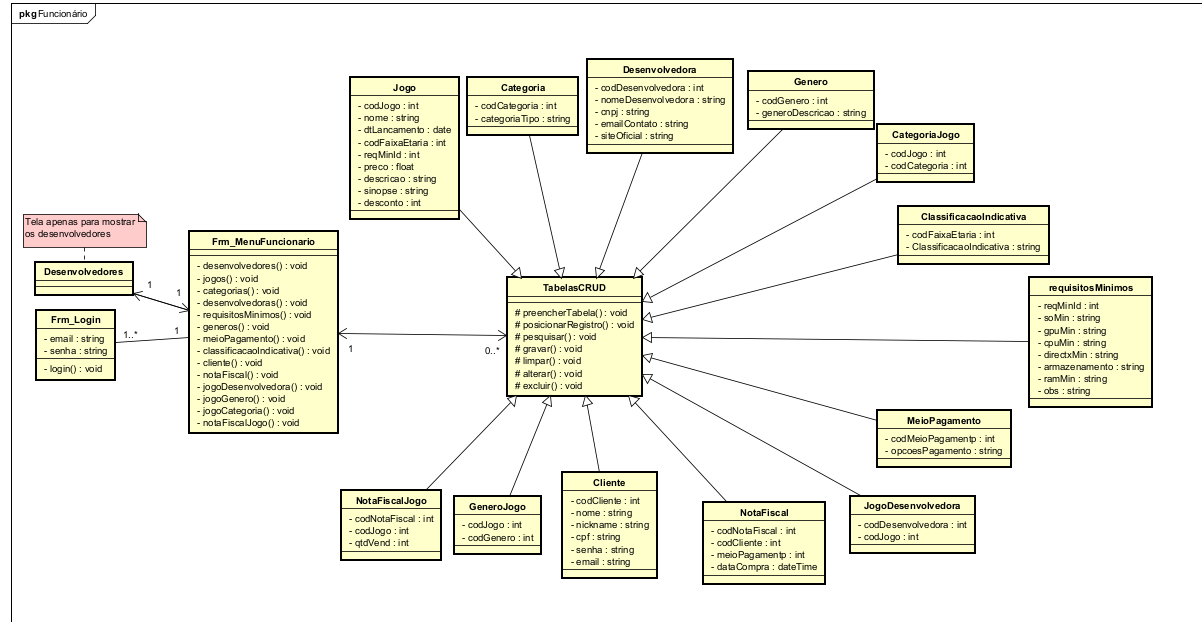 pkg Funcionário
Jogo
- codJogo : int
- nome : string
- dtLancamento : date
- codFaixaEtaria : int
- reqMinId : int
- preco : float
- descricao : string
- sinopse : string
- desconto : int
Categoria
- codCategoria : int
- categoriaTipo : string
Desenvolvedora
- codDesenvolvedora : int
- nomeDesenvolvedora : string
- cnpj : string
- emailContato : string
- siteOficial : string
Genero
- codGenero : int
- generoDescricao : string
CategoriaJogo
- codJogo : int
- codCategoria : int
ClassificacaoIndicativa
- codFaixaEtaria : int
- ClassificacaoIndicativa : string
requisitosMinimos
- reqMinId : int
- soMin : string
- gpuMin : string
- cpuMin : string
- directxMin : string
- armazenamento : string
- ramMin : string
- obs : string
Tela apenas para mostrar
os desenvolvedores
Desenvolvedores
1
1
Frm_Login
- email : string
- senha : string
- login() : void
1..*
1
Frm_MenuFuncionario
- desenvolvedores() : void
- jogos() : void
- categorias() : void
- desenvolvedoras() : void
- requisitosMinimos() : void
- generos() : void
- meioPagamento() : void
- classificacaoIndicativa() : void
- cliente() : void
- notaFiscal() : void
- jogoDesenvolvedora() : void
- jogoGenero() : void
- jogoCategoria() : void
- notaFiscalJogo() : void
1
0..*
TabelasCRUD
# preencherTabela() : void
# posicionarRegistro() : void
# pesquisar() : void
# gravar() : void
# limpar() : void
# alterar() : void
# excluir() : void
MeioPagamento
- codMeioPagamentp : int
- opcoesPagamento : string
NotaFiscalJogo
- codNotaFiscal : int
- codJogo : int
- qtdVend : int
GeneroJogo
- codJogo : int
- codGenero : int
Cliente
- codCliente : int
- nome : string
- nickname : string
- cpf : string
- senha : string
- email : string
NotaFiscal
- codNotaFiscal : int
- codCliente : int
- meioPagamentp : int
- dataCompra : dateTime
JogoDesenvolvedora
- codDesenvolvedora : int
- codJogo : int